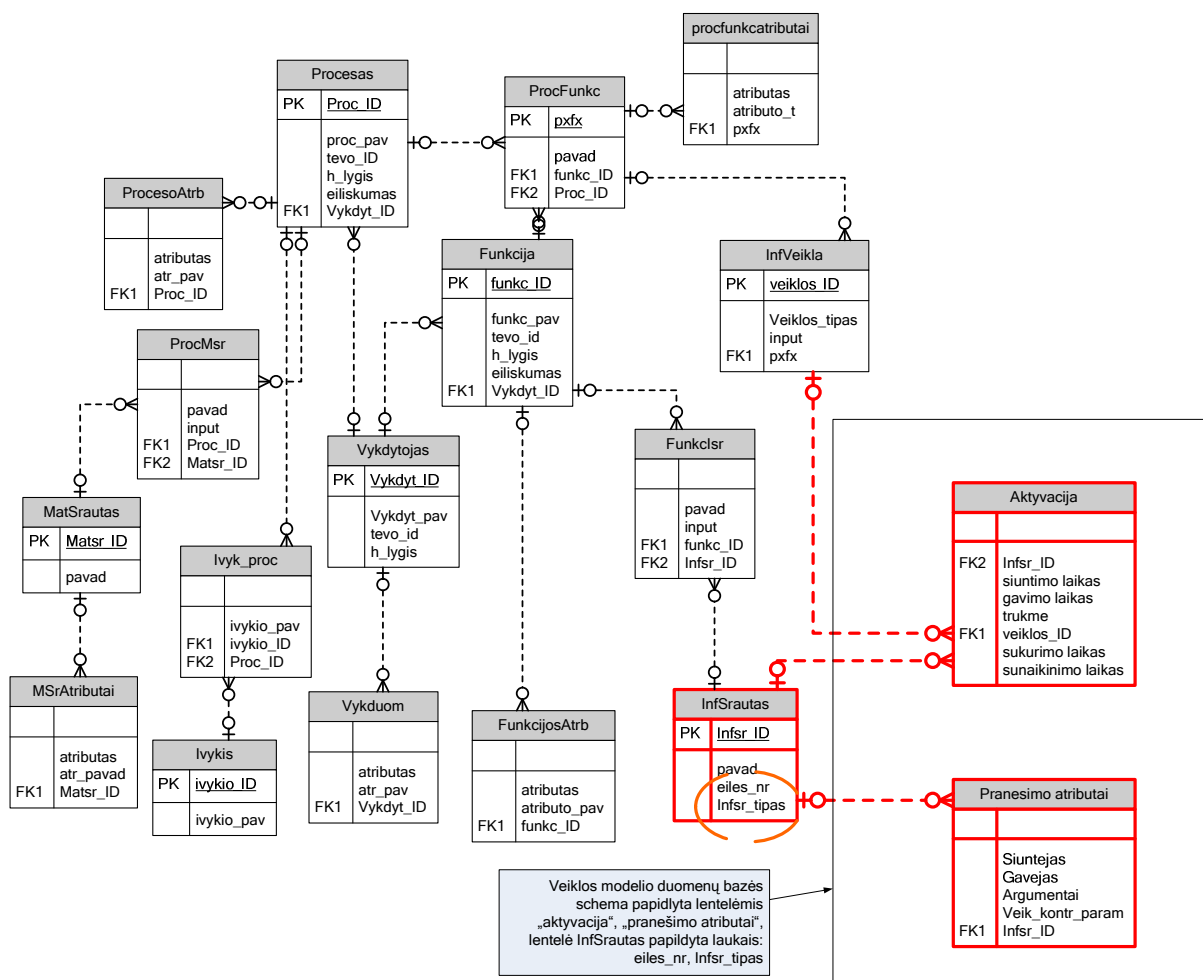 procfunkcatributai
atributas
atributo_t
FK1 pxfx
Procesas
PK Proc_ID
proc_pav
tevo_ID
h_lygis
eiliskumas
FK1 Vykdyt_ID
ProcFunkc
PK pxfx
pavad
FK1 funkc_ID
FK2 Proc_ID
ProcesoAtrb
atributas
atr_pav
FK1 Proc_ID
Funkcija
PK funkc_ID
funkc_pav
tevo_id
h_lygis
eiliskumas
FK1 Vykdyt_ID
InfVeikla
PK veiklos_ID
Veiklos_tipas
input
FK1 pxfx
ProcMsr
pavad
input
FK1 Proc_ID
FK2 Matsr_ID
Vykdytojas
PK Vykdyt_ID
Vykdyt_pav
tevo_id
h_lygis
FunkcIsr
pavad
input
FK1 funkc_ID
FK2 Infsr_ID
MatSrautas
PK Matsr_ID
pavad
Ivyk_proc
ivykio_pav
FK1 ivykio_ID
FK2 Proc_ID
Aktyvacija
FK2 Infsr_ID
siuntimo laikas
gavimo laikas
trukme
FK1 veiklos_ID
sukurimo laikas
sunaikinimo laikas
MSrAtributai
atributas
atr_pavad
FK1 Matsr_ID
Ivykis
PK ivykio_ID
ivykio_pav
Vykduom
atributas
atr_pav
FK1 Vykdyt_ID
FunkcijosAtrb
atributas
atributo_pav
FK1 funkc_ID
InfSrautas
PK Infsr_ID
pavad
eiles_nr
Infsr_tipas
Pranesimo atributai
Siuntejas
Gavejas
Argumentai
Veik_kontr_param
FK1 Infsr_ID
Veiklos modelio duomenų bazės
schema papidlyta lentelėmis
„aktyvacija“, „pranešimo atributai“,
lentelė InfSrautas papildyta laukais:
eiles_nr, Infsr_tipas